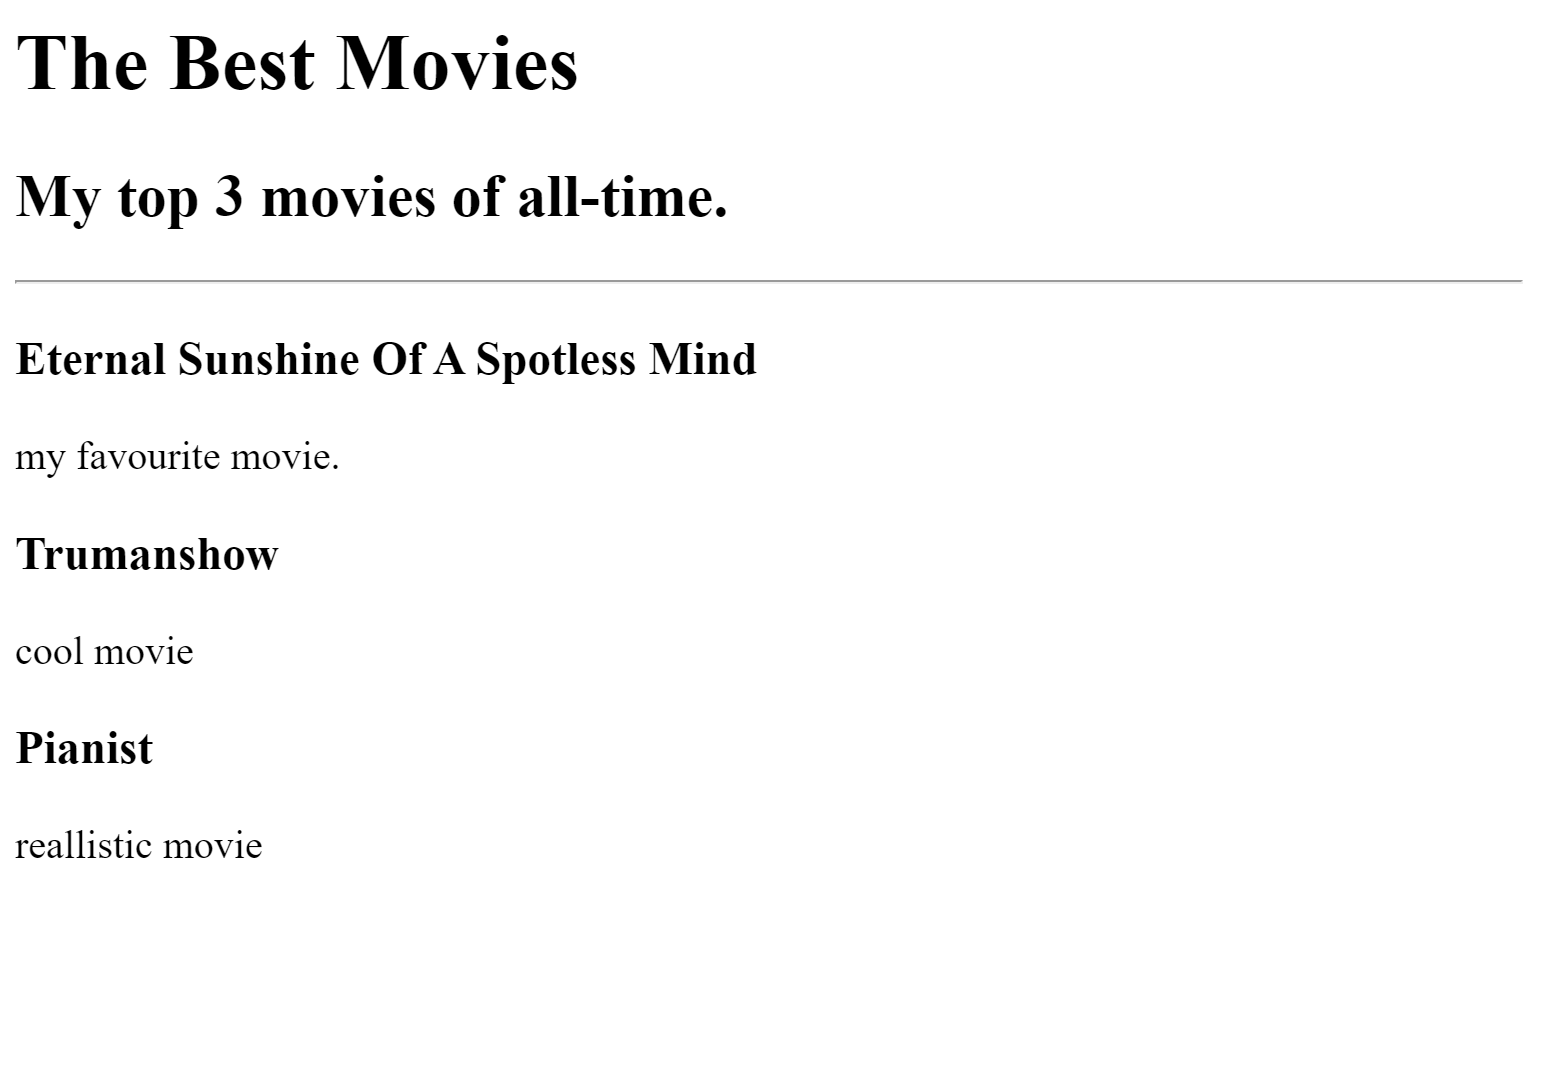 The Best Movies
My top 3 movies of all-time.
Eternal Sunshine Of A Spotless Mind
my favourite movie.
Trumanshow
cool movie
Pianist
reallistic movie